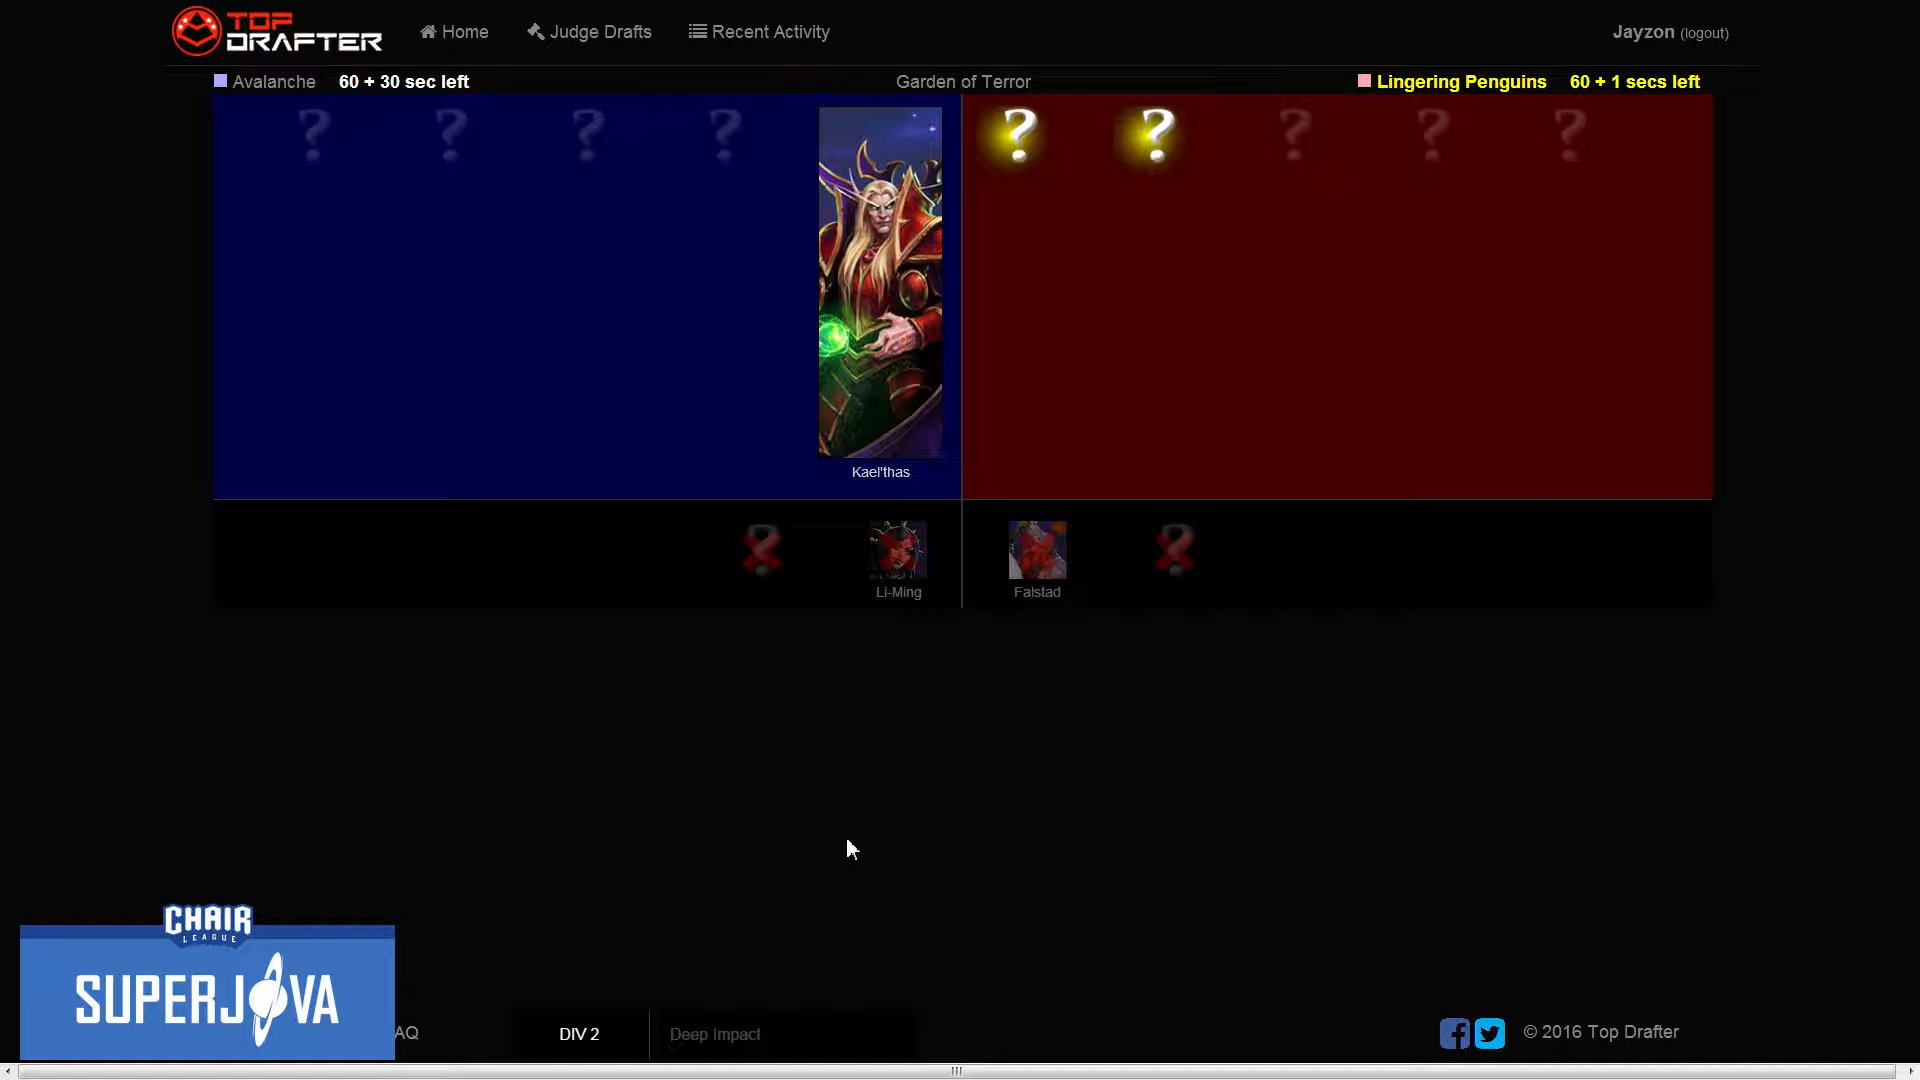 TOP DRAFTER
Home
Judge Drafts
Recent Activity
Jayzon (logout)
Avalanche 60 + 30 sec left
Garden of Terror
Lingering Penguins 60 + 1 secs left
Kael'thas
Li-Ming
Falstad
CHAIR
LEAGUE
SUPERJOVA
AQ
DIV 2
Deep Impact
© 2016 Top Drafter